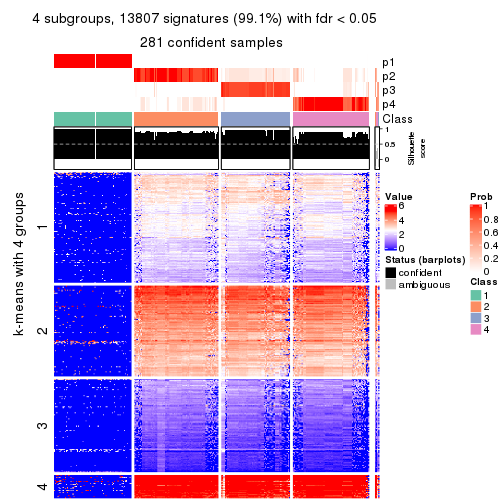 4 subgroups, 13807 signatures (99.1%) with fdr < 0.05
281 confident samples
p1
p2
p3
p4
Class
1
0.5
0
Silhouette
score
k-means with 4 groups
1
2
3
4
Value
6
4
2
0
Status (barplots)
confident
ambiguous
Prob
1
0.8
0.6
0.4
0.2
0
Class
1
2
3
4